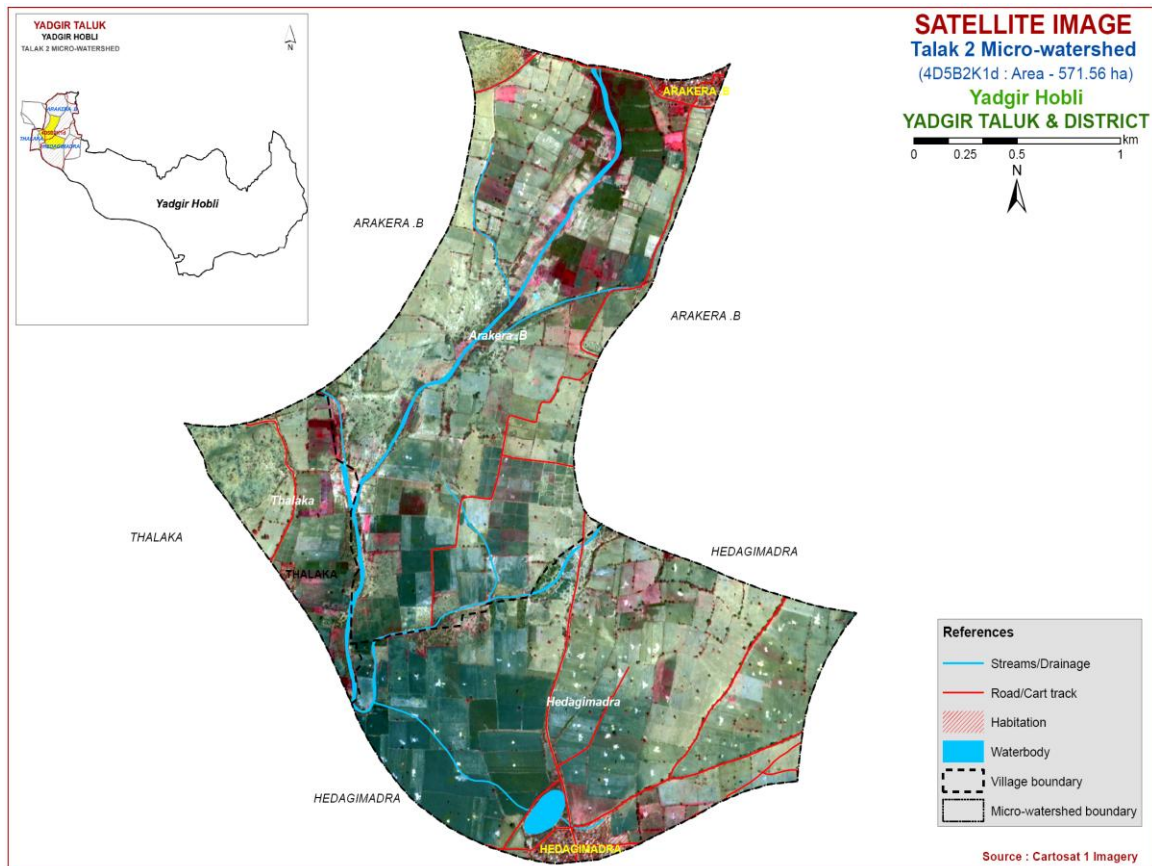 YADGIR TALUK
YADGIR HOBLI
TALAK 2 MICRO-WATERSHED
N
ARAKERA .B
THALAKA
HEDAGIMADRA
Yadgir Hobli
SATELLITE IMAGE
Talak 2 Micro-watershed
(4D5B2K1d : Area - 571.56 ha)
Yadgir Hobli
YADGIR TALUK & DISTRICT
km
0 0.25 0.5 1
N
ARAKERA .B
ARAKERA .B
ARAKERA .B
Arakera .B
Thalaka
THALAKA
THALAKA
HEDAGIMADRA
Hedagimadra
HEDAGIMADRA
HEDAGIMADRA
References
Streams/Drainage
Road/Cart track
Habitation
Waterbody
Village boundary
Micro-watershed boundary
Source : Cartosat 1 Imagery